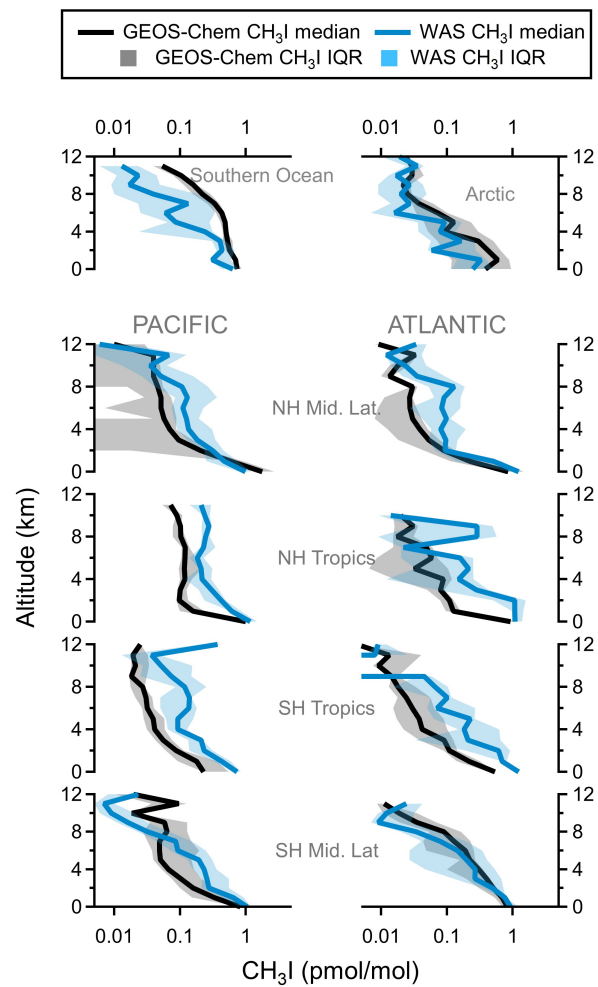 GEOS-Chem CH₃I median WAS CH₃I median
GEOS-Chem CH₃I IQR WAS CH₃I IQR
0.01 0.1 1 0.01 0.1 1
12 12
Southern Ocean Arctic
8 8
4 4
0 0
PACIFIC ATLANTIC
12 12
8 8
NH Mid. Lat.
4 4
0 0
12 12
8 8
NH Tropics
4 4
0 0
12 12
8 8
SH Tropics
4 4
0 0
12 12
8 8
SH Mid. Lat
4 4
0 0
0.01 0.1 1 0.01 0.1 1
Altitude (km)
CH₃I (pmol/mol)